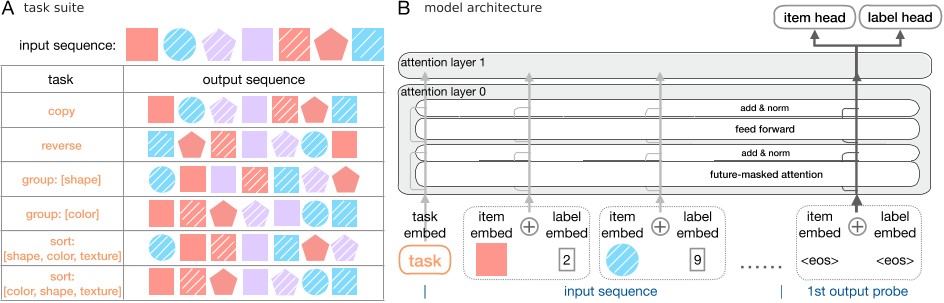 A task suite
input sequence:
task output sequence
copy
reverse
group: [shape]
group: [color]
sort:
[shape, color, texture]
sort:
[color, shape, texture]
B model architecture
item head label head
attention layer 1
attention layer 0
add & norm
feed forward
add & norm
future-masked attention
task
embed
item
embed
label
embed
item
embed
label
embed
item
embed
label
embed
task 2 9 <eos> <eos>
......
input sequence 1st output probe